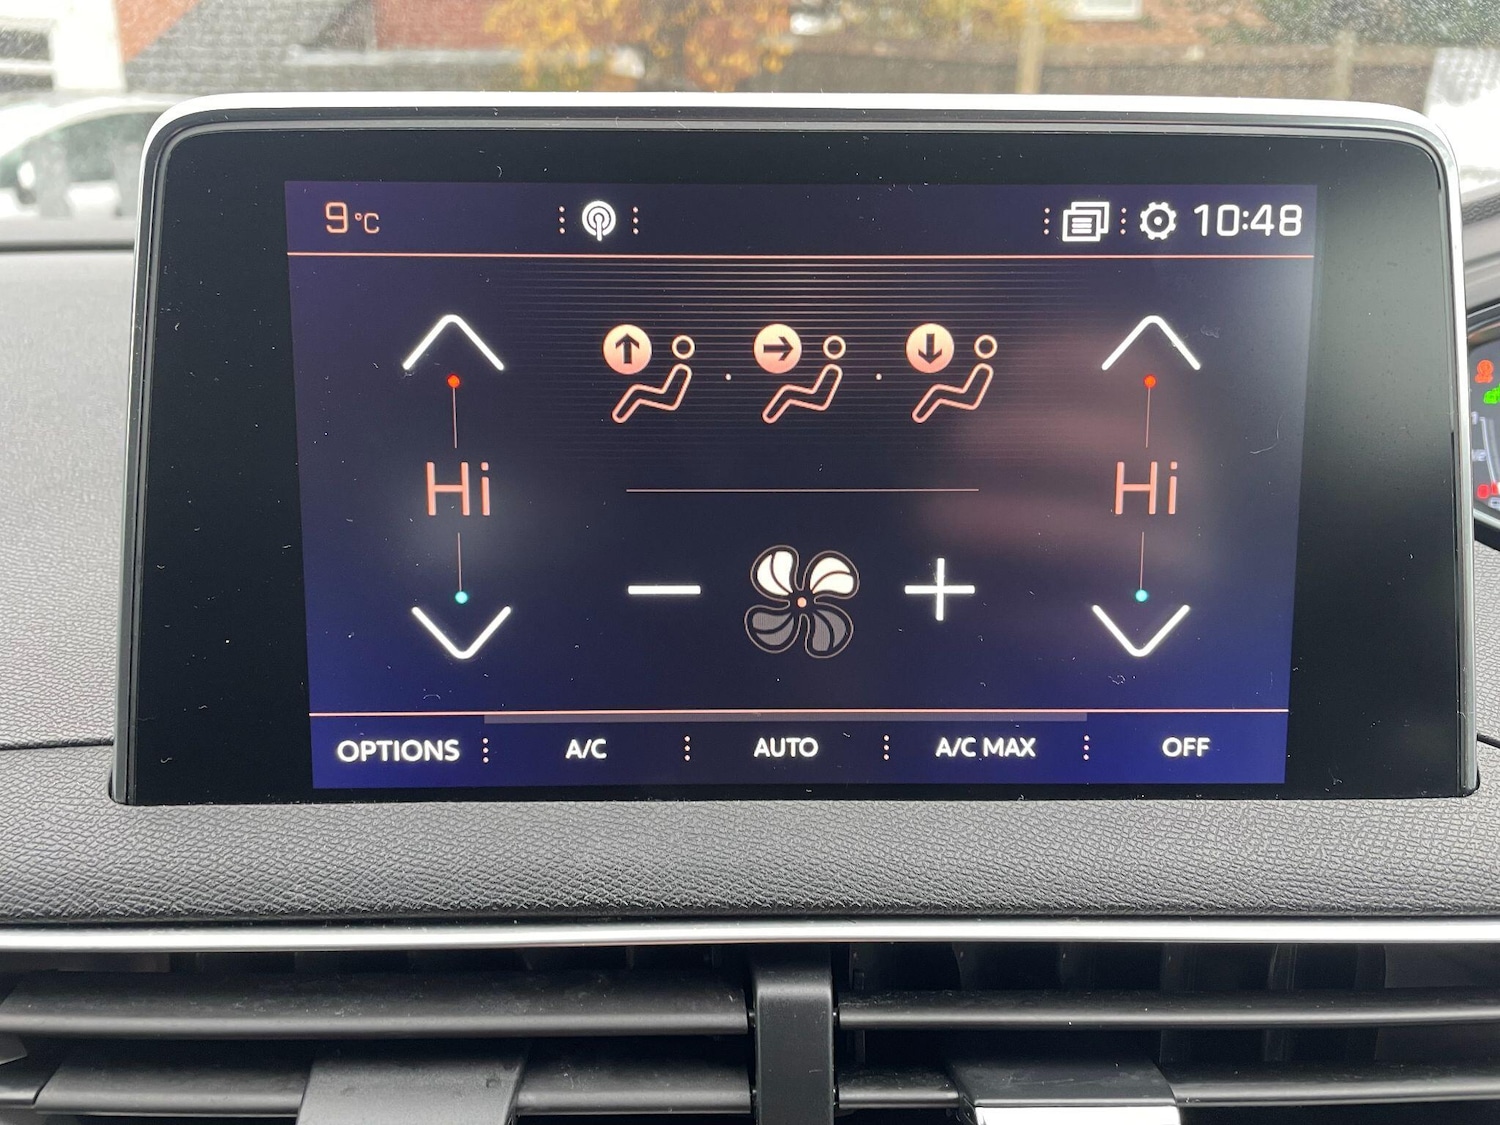 9°C 10:48
Hi Hi
OPTIONS A/C AUTO A/C MAX OFF